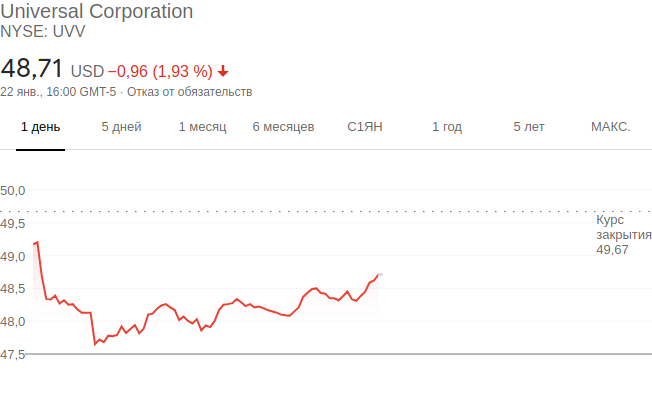 Universal Corporation
NYSE: UVV
48,71 USD −0,96 (1,93 %)
22 янв., 16:00 GMT-5 · Отказ от обязательств
1 день 5 дней 1 месяц 6 месяцев С1ЯН 1 год 5 лет МАКС.
50,0
49,5
Курс
закрытия
49,67
49,0
48,5
48,0
47,5